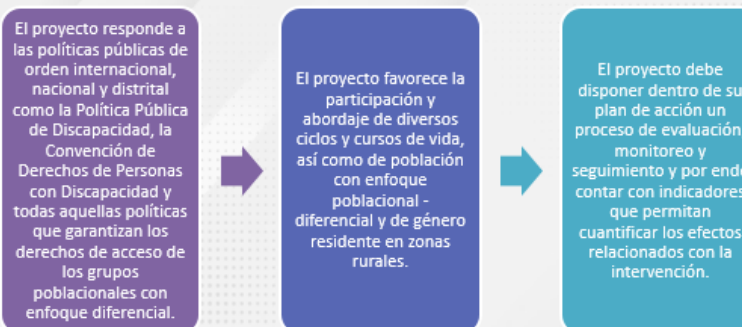 El proyecto responde a
las políticas públicas de
orden internacional,
nacional y distrital
como la Política Pública
de Discapacidad, la
Convención de
Derechos de Personas
con Discapacidad y
todas aquellas políticas
que garantizan los
derechos de acceso de
los grupos
poblacionales con
enfoque diferencial.
El proyecto favorece la
participación y
abordaje de diversos
ciclos y cursos de vida,
así como de población
con enfoque
poblacional -
diferencial y de género
residente en zonas
rurales.
El proyecto debe
disponer dentro de su
plan de acción un
proceso de evaluación
monitoreo y
seguimiento y por ende
contar con indicadores
que permitan
cuantificar los efectos
relacionados con la
intervención.